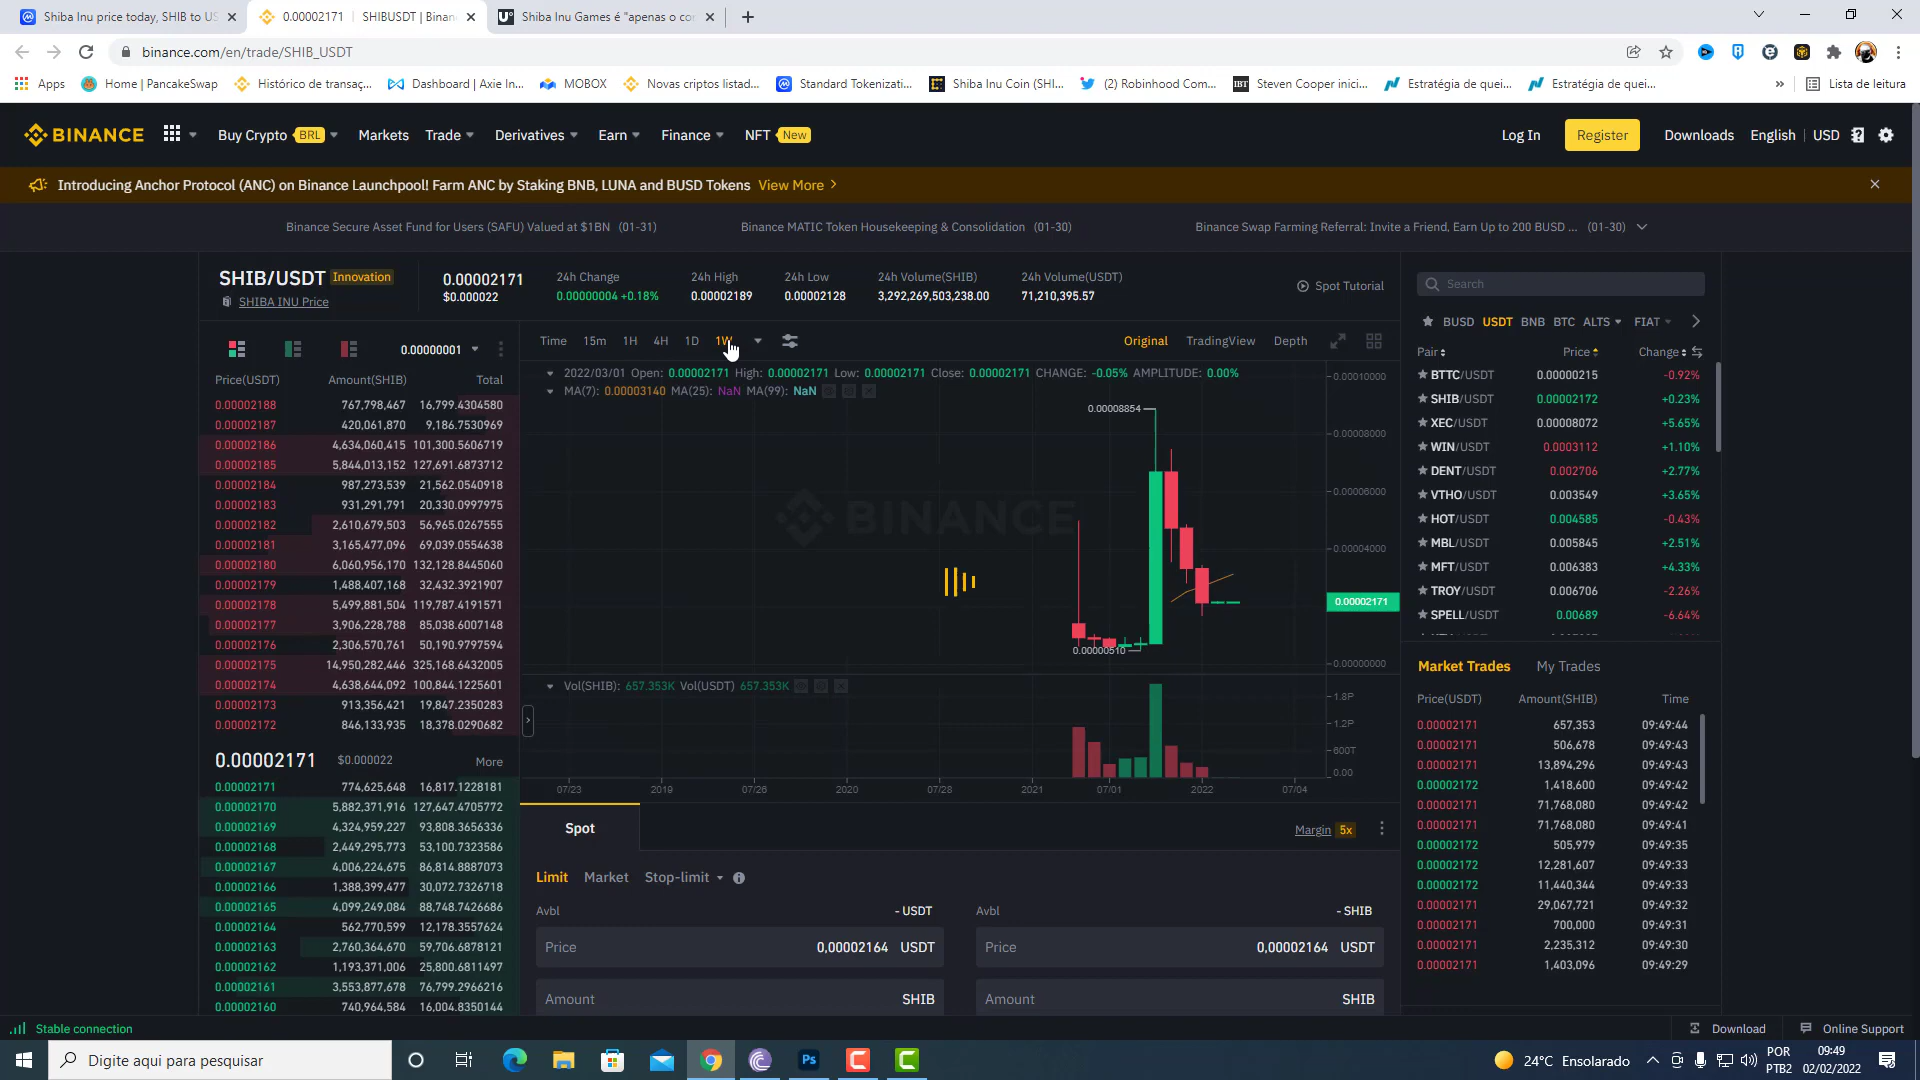 Shiba Inu price today, SHIB to US
0.00002171 | SHIBUSDT | Binan
Shiba Inu Games é "apenas o co
binance.com/en/trade/SHIB_USDT
Apps
Home | PancakeSwap
Histórico de transaç...
Dashboard | Axie In...
MOBOX
Novas criptos listad...
Standard Tokenizati...
Shiba Inu Coin (SHI...
(2) Robinhood Com...
Steven Cooper inici...
Estratégia de quei...
Estratégia de quei...
»
Lista de leitura
BINANCE
Buy Crypto BRL
Markets
Trade
Derivatives
Earn
Finance
NFT New
Log In
Register
Downloads
English | USD
Introducing Anchor Protocol (ANC) on Binance Launchpool! Farm ANC by Staking BNB, LUNA and BUSD Tokens View More
Binance Secure Asset Fund for Users (SAFU) Valued at $1BN (01-31)
Binance MATIC Token Housekeeping & Consolidation (01-30)
Binance Swap Farming Referral: Invite a Friend, Earn Up to 200 BUSD ... (01-30)
SHIB/USDT Innovation
SHIBA INU Price
0.00002171
$0.000022
24h Change
0.00000004 +0.18%
24h High
0.00002189
24h Low
0.00002128
24h Volume(SHIB)
3,292,269,503,238.00
24h Volume(USDT)
71,210,395.57
Spot Tutorial
0.00000001
Price(USDT) Amount(SHIB) Total
0.00002188 767,798,467 16,799.4304580
0.00002187 420,061,870 9,186.7530969
0.00002186 4,634,060,415 101,300.5606719
0.00002185 5,844,013,152 127,691.6873712
0.00002184 987,273,539 21,562.0540918
0.00002183 931,291,791 20,330.0997975
0.00002182 2,610,679,503 56,965.0267555
0.00002181 3,165,477,096 69,039.0554638
0.00002180 6,060,956,170 132,128.8445060
0.00002179 1,488,407,168 32,432.3921907
0.00002178 5,499,881,504 119,787.4191571
0.00002177 3,906,228,788 85,038.6007148
0.00002176 2,306,570,761 50,190.9797594
0.00002175 14,950,282,446 325,168.6432005
0.00002174 4,638,644,092 100,844.1225601
0.00002173 913,356,421 19,847.2350283
0.00002172 846,133,935 18,378.0290682
0.00002171 $0.000022 More
0.00002171 774,625,648 16,817.1228181
0.00002170 5,882,371,916 127,647.4705772
0.00002169 4,324,959,227 93,808.3656336
0.00002168 2,449,295,773 53,100.7323586
0.00002167 4,006,224,675 86,814.8887073
0.00002166 1,388,399,477 30,072.7326718
0.00002165 4,099,249,084 88,748.7426686
0.00002164 562,770,599 12,178.3557624
0.00002163 2,760,364,670 59,706.6878121
0.00002162 1,193,371,006 25,800.6811497
0.00002161 3,553,877,678 76,799.2966216
0.00002160 740,964,584 16,004.8350144
Time 15m 1H 4H 1D 1W
Original TradingView Depth
2022/03/01 Open: 0.00002171 High: 0.00002171 Low: 0.00002171 Close: 0.00002171 CHANGE: -0.05% AMPLITUDE: 0.00%
MA(7): 0.00003140 MA(25): NaN MA(99): NaN
0.00010000
0.00008854
0.00008000
BINANCE
0.00006000
0.00004000
0.00002171
0.00000510
0.00000000
Vol(SHIB): 657.353K Vol(USDT) 657.353K
1.8P
1.2P
600T
0.00
07/23 2019 07/26 2020 07/28 2021 07/01 2022 07/04
Spot
Margin 5x
Limit Market Stop-limit
Avbl - USDT
Avbl - SHIB
Price 0,00002164 USDT
Price 0,00002164 USDT
Amount SHIB
Amount SHIB
Search
BUSD USDT BNB BTC ALTS FIAT
Pair Price Change
BTTC/USDT 0.00000215 -0.92%
SHIB/USDT 0.00002172 +0.23%
XEC/USDT 0.00008072 +5.65%
WIN/USDT 0.0003112 +1.10%
DENT/USDT 0.002706 +2.77%
VTHO/USDT 0.003549 +3.65%
HOT/USDT 0.004585 -0.43%
MBL/USDT 0.005845 +2.51%
MFT/USDT 0.006383 +4.33%
TROY/USDT 0.006706 -2.26%
SPELL/USDT 0.00689 -6.64%
Market Trades My Trades
Price(USDT) Amount(SHIB) Time
0.00002171 657,353 09:49:44
0.00002171 506,678 09:49:43
0.00002171 13,894,296 09:49:43
0.00002172 1,418,600 09:49:42
0.00002171 71,768,080 09:49:42
0.00002171 71,768,080 09:49:41
0.00002172 505,979 09:49:35
0.00002172 12,281,607 09:49:33
0.00002172 11,440,344 09:49:33
0.00002171 29,067,721 09:49:32
0.00002171 700,000 09:49:31
0.00002171 2,235,312 09:49:30
0.00002171 1,403,096 09:49:29
Stable connection
Download
Online Support
Digite aqui para pesquisar
Ps
24°C Ensolarado
POR
PTB2
09:49
02/02/2022